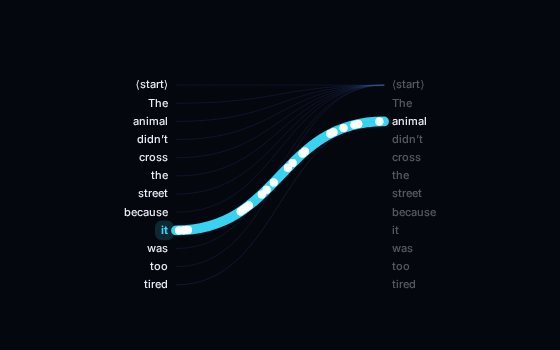 ⟨start⟩ ⟨start⟩
The The
animal animal
didn’t didn’t
cross cross
the the
street street
because because
it it
was was
too too
tired tired